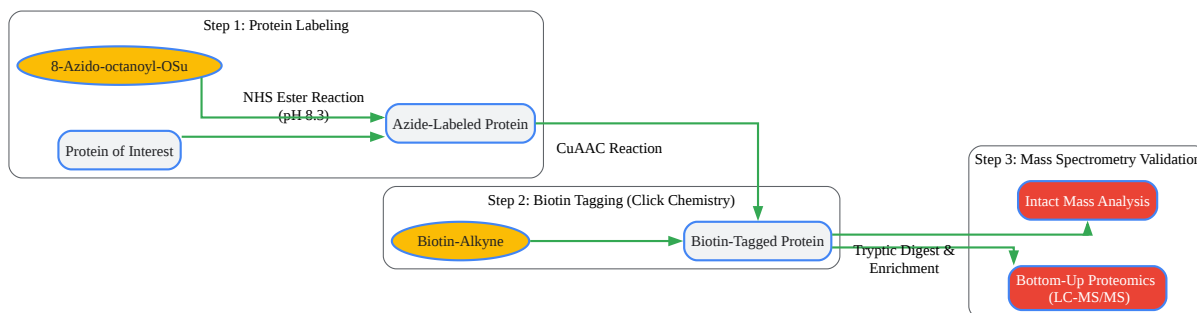 Step 1: Protein Labeling
8-Azido-octanoyl-OSu
NHS Ester Reaction
(pH 8.3)
Protein of Interest
Azide-Labeled Protein
CuAAC Reaction
Step 2: Biotin Tagging (Click Chemistry)
Biotin-Alkyne
Biotin-Tagged Protein
Tryptic Digest &
Enrichment
Step 3: Mass Spectrometry Validation
Intact Mass Analysis
Bottom-Up Proteomics
(LC-MS/MS)